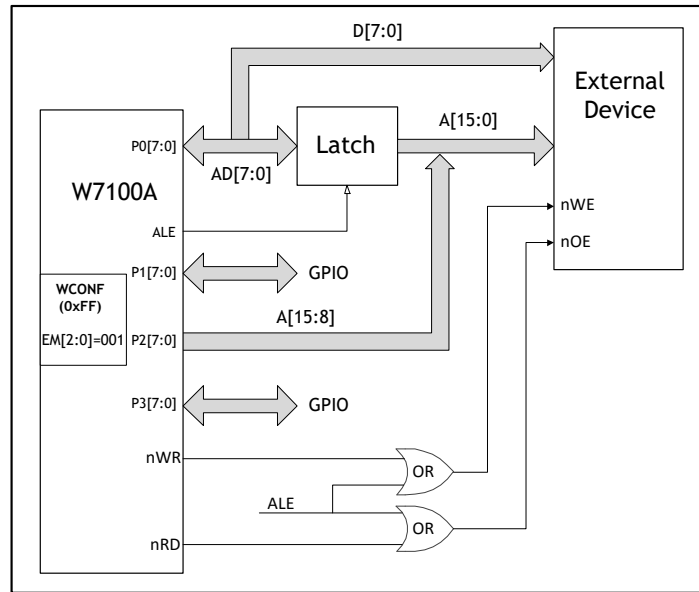 D[7:0]
External
Device
A[15:0]
P0[7:0]
Latch
AD[7:0]
W7100A
nWE
ALE
nOE
P1[7:0]
GPIO
WCONF
(0xFF)
A[15:8]
EM[2:0]=001
P2[7:0]
P3[7:0]
GPIO
nWR
OR
ALE
OR
nRD